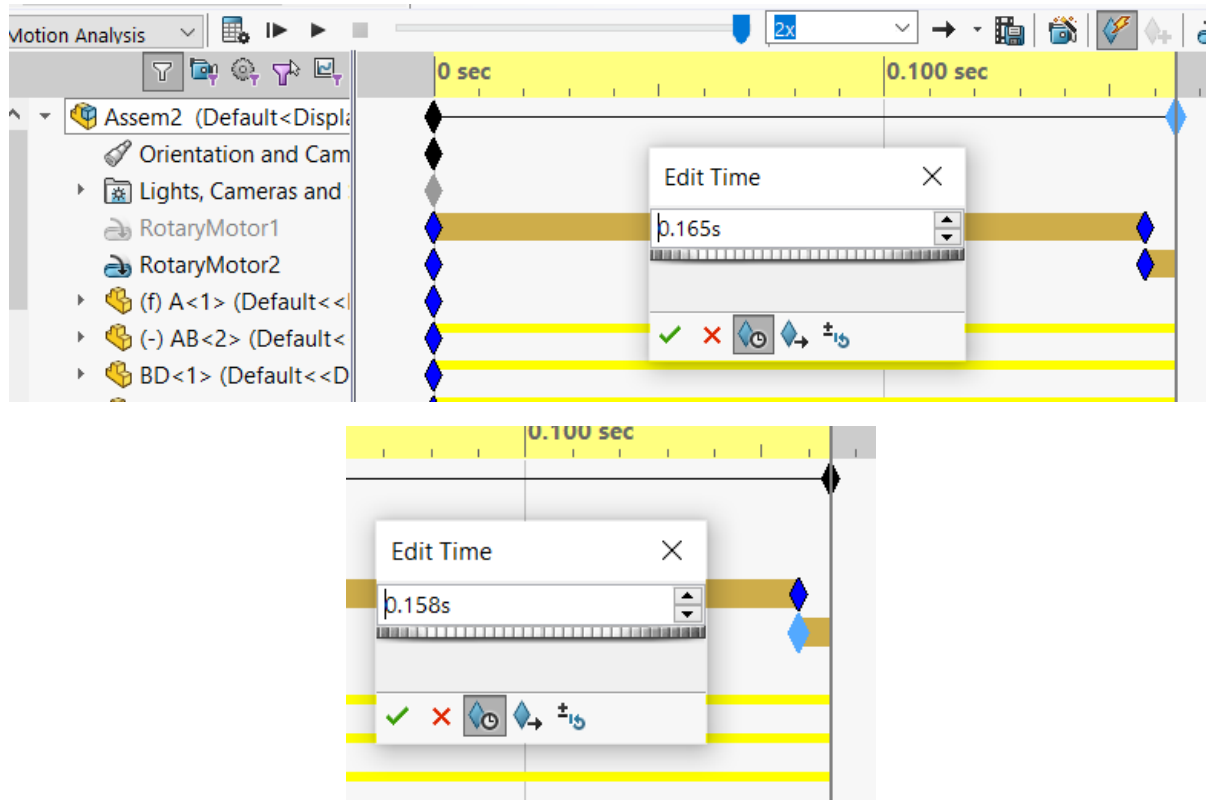 Motion Analysis
2x
0 sec
0.100 sec
Assem2 (Default<Displa
Orientation and Cam
Lights, Cameras and
RotaryMotor1
RotaryMotor2
(f) A<1> (Default<<
(-) AB<2> (Default<
BD<1> (Default<<D
Edit Time
0.165s
0.100 sec
Edit Time
0.158s